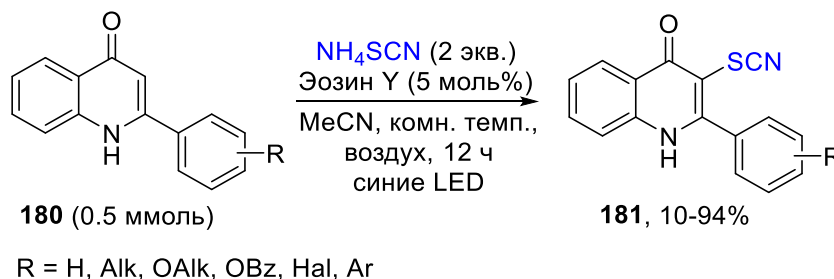 O
N
H
R
180 (0.5 ммоль)
NH4SCN (2 экв.)
Эозин Y (5 моль%)
MeCN, комн. темп.,
воздух, 12 ч
синие LED
O
SCN
N
H
R
181, 10-94%
R = H, Alk, OAlk, OBz, Hal, Ar